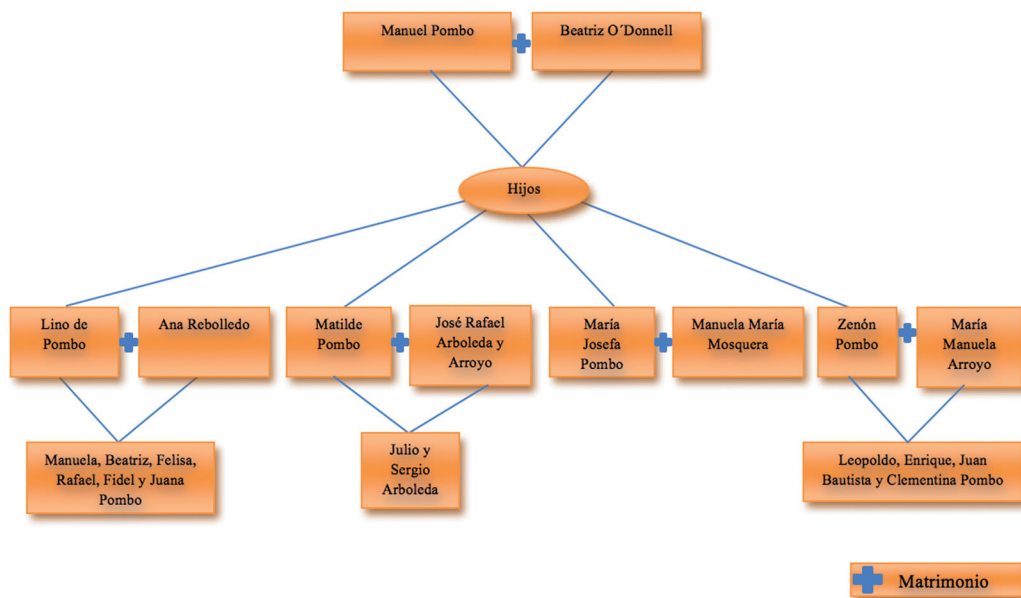 Manuel Pombo
Beatriz O´Donnell
Hijos
Lino de
Pombo
Ana Rebolledo
Matilde
Pombo
José Rafael
Arboleda y
Arroyo
María
Josefa
Pombo
Manuela María
Mosquera
Zenón
Pombo
María
Manuela
Arroyo
Manuela, Beatriz, Felisa,
Rafael, Fidel y Juana
Pombo
Julio y
Sergio
Arboleda
Leopoldo, Enrique, Juan
Bautista y Clementina Pombo
Matrimonio